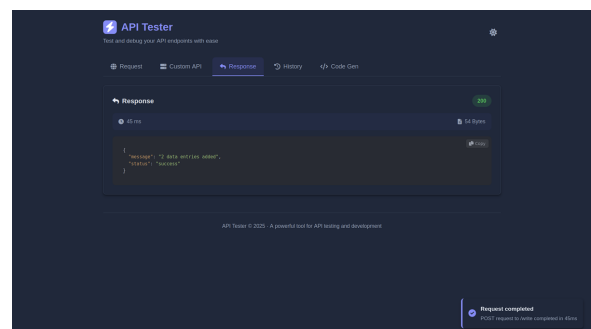 API Tester
Test and debug your API endpoints with ease
Request Custom API Response History </> Code Gen
Response 200
45 ms 54 Bytes
Copy
{
"message": "2 data entries added",
"status": "success"
}
API Tester © 2025 · A powerful tool for API testing and development
Request completed
POST request to /write completed in 45ms